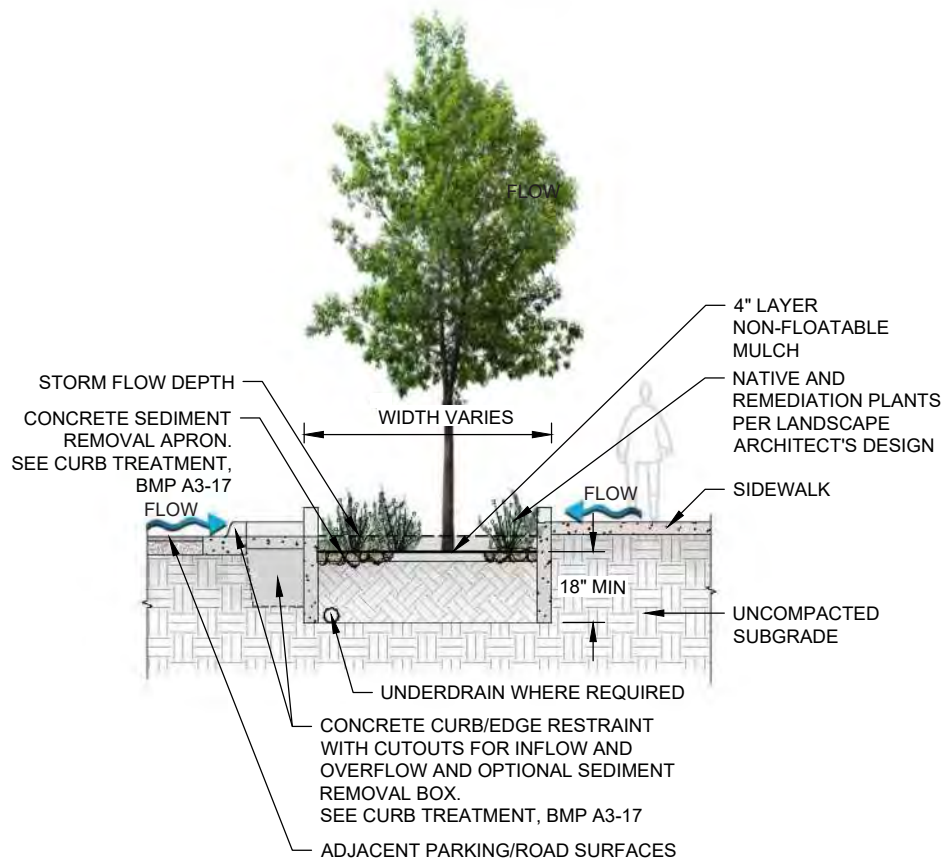 FLOW
4" LAYER
NON-FLOATABLE
MULCH
STORM FLOW DEPTH
NATIVE AND
REMEDIATION PLANTS
PER LANDSCAPE
ARCHITECT'S DESIGN
CONCRETE SEDIMENT
REMOVAL APRON.
SEE CURB TREATMENT,
BMP A3-17
WIDTH VARIES
FLOW
FLOW
SIDEWALK
18" MIN
UNCOMPACTED
SUBGRADE
UNDERDRAIN WHERE REQUIRED
CONCRETE CURB/EDGE RESTRAINT
WITH CUTOUTS FOR INFLOW AND
OVERFLOW AND OPTIONAL SEDIMENT
REMOVAL BOX.
SEE CURB TREATMENT, BMP A3-17
ADJACENT PARKING/ROAD SURFACES